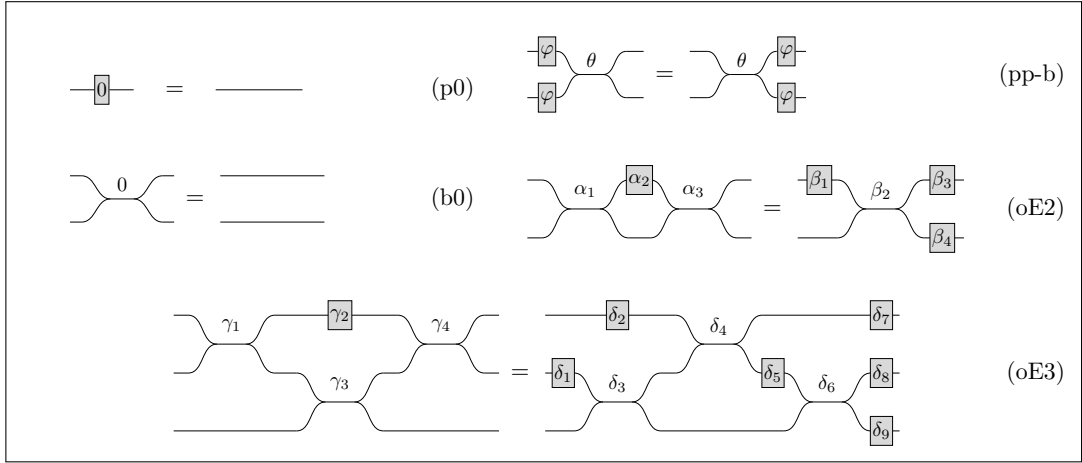 0 = (p0)
φ φ θ = θ φ φ (pp-b)
0 = (b0)
α₁ α₂ α₃ = β₁ β₂ β₃ β₄ (oE2)
γ₁ γ₂ γ₃ γ₄ = δ₁ δ₂ δ₃ δ₄ δ₅ δ₆ δ₇ δ₈ δ₉ (oE3)